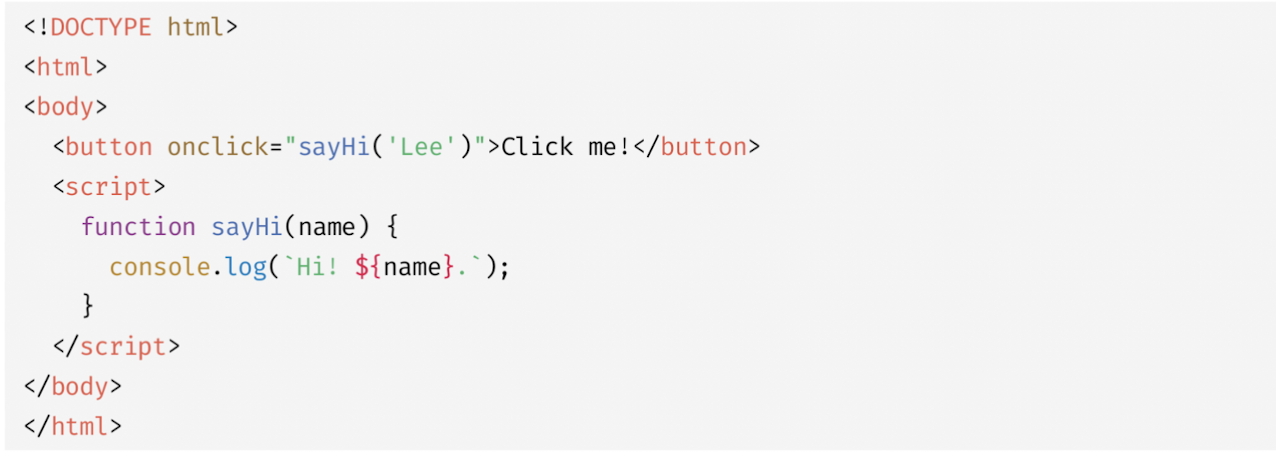 <!DOCTYPE html>
<html>
<body>
  <button onclick="sayHi('Lee')">Click me!</button>
  <script>
    function sayHi(name) {
      console.log(`Hi! ${name}.`);
    }
  </script>
</body>
</html>